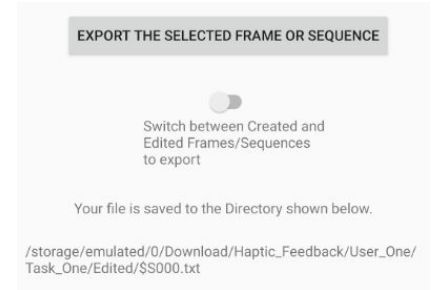 EXPORT THE SELECTED FRAME OR SEQUENCE
Switch between Created and
Edited Frames/Sequences
to export
Your file is saved to the Directory shown below.
/storage/emulated/0/Download/Haptic_Feedback/User_One/
Task_One/Edited/$S000.txt